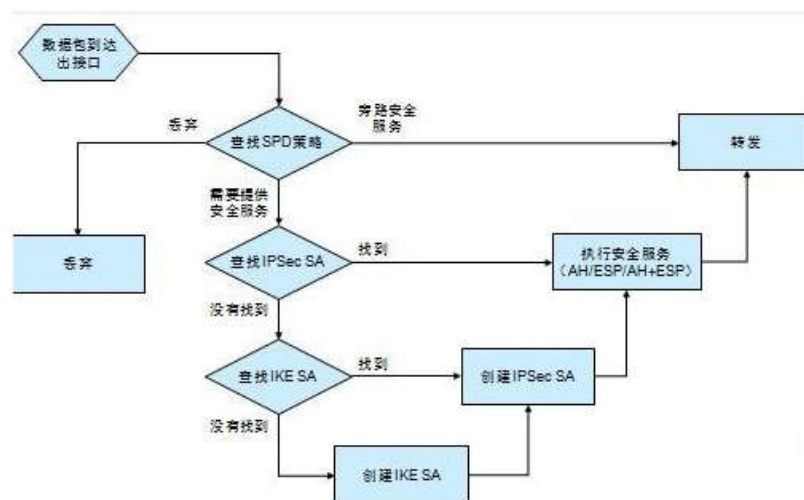 数据包到达
出接口
旁路安全
服务
丢弃
查找SPD策略
转发
需要提供
安全服务
丢弃
查找IPSec SA
找到
执行安全服务
（AH/ESP/AH+ESP）
没有找到
查找IKE SA
找到
创建IPSec SA
没有找到
创建IKE SA